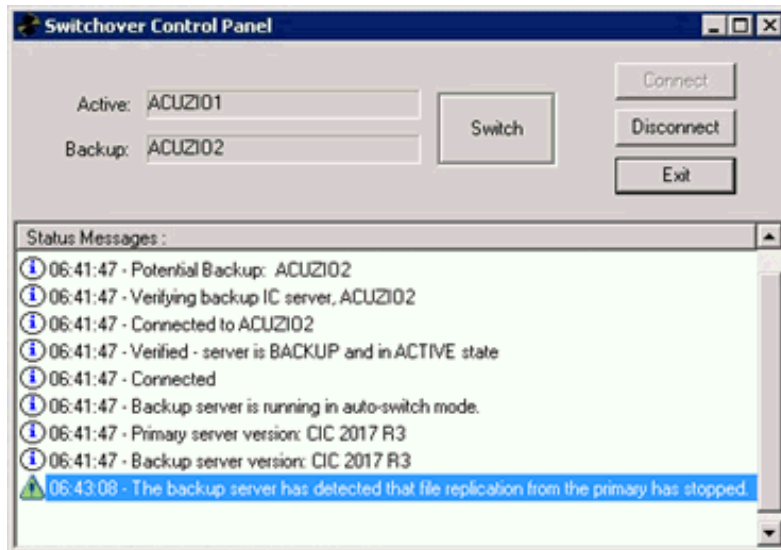 Switchover Control Panel
Active: ACUZIO1
Backup: ACUZIO2
Switch
Connect
Disconnect
Exit
Status Messages :
06:41:47 - Potential Backup: ACUZIO2
06:41:47 - Verifying backup IC server, ACUZIO2
06:41:47 - Connected to ACUZIO2
06:41:47 - Verified - server is BACKUP and in ACTIVE state
06:41:47 - Connected
06:41:47 - Backup server is running in auto-switch mode.
06:41:47 - Primary server version: CIC 2017 R3
06:41:47 - Backup server version: CIC 2017 R3
06:43:08 - The backup server has detected that file replication from the primary has stopped.